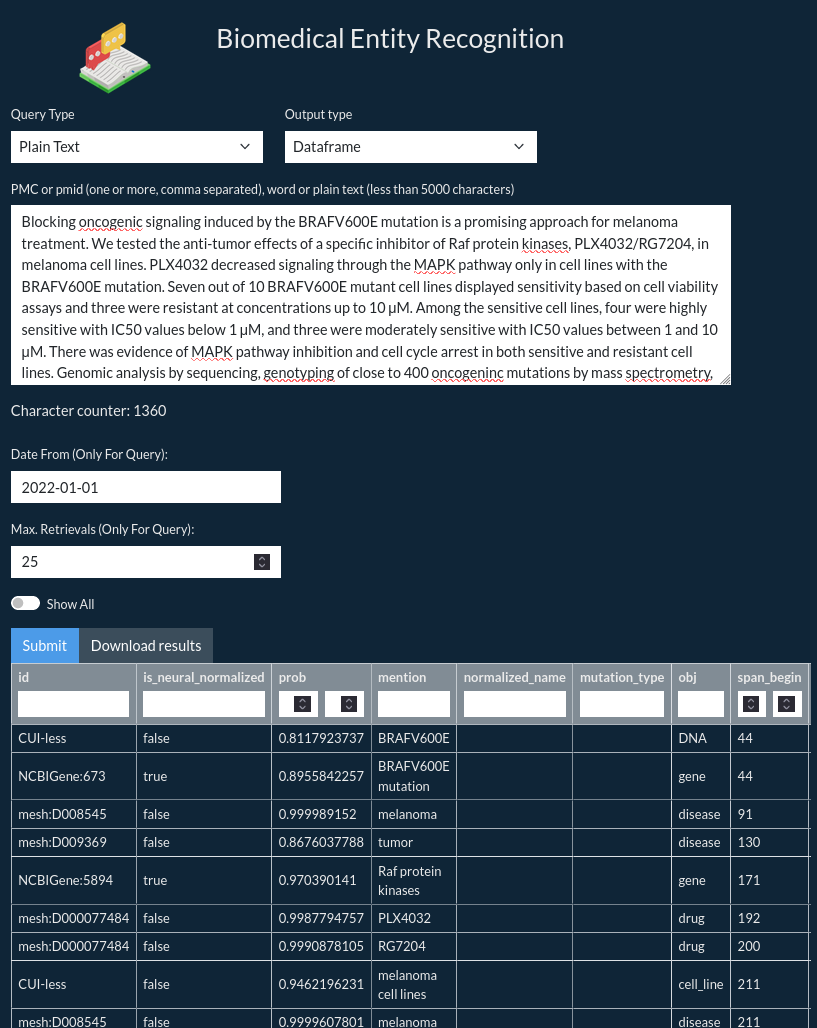 Biomedical Entity Recognition
Query Type
Output type
Plain Text
Dataframe
PMC or pmid (one or more, comma separated), word or plain text (less than 5000 characters)
Blocking oncogenic signaling induced by the BRAFV600E mutation is a promising approach for melanoma
treatment. We tested the anti-tumor effects of a specific inhibitor of Raf protein kinases, PLX4032/RG7204, in
melanoma cell lines. PLX4032 decreased signaling through the MAPK pathway only in cell lines with the
BRAFV600E mutation. Seven out of 10 BRAFV600E mutant cell lines displayed sensitivity based on cell viability
assays and three were resistant at concentrations up to 10 µM. Among the sensitive cell lines, four were highly
sensitive with IC50 values below 1 µM, and three were moderately sensitive with IC50 values between 1 and 10
µM. There was evidence of MAPK pathway inhibition and cell cycle arrest in both sensitive and resistant cell
lines. Genomic analysis by sequencing, genotyping of close to 400 oncogeninc mutations by mass spectrometry,
Character counter: 1360
Date From (Only For Query):
2022-01-01
Max. Retrievals (Only For Query):
25
Show All
Submit Download results
id is_neural_normalized prob mention normalized_name mutation_type obj span_begin
CUI-less false 0.8117923737 BRAFV600E DNA 44
NCBIGene:673 true 0.8955842257 BRAFV600E mutation gene 44
mesh:D008545 false 0.999989152 melanoma disease 91
mesh:D009369 false 0.8676037788 tumor disease 130
NCBIGene:5894 true 0.970390141 Raf protein kinases gene 171
mesh:D000077484 false 0.9987794757 PLX4032 drug 192
mesh:D000077484 false 0.9990878105 RG7204 drug 200
CUI-less false 0.9462196231 melanoma cell lines cell_line 211
mesh:D008545 false 0.9999607801 melanoma disease 211